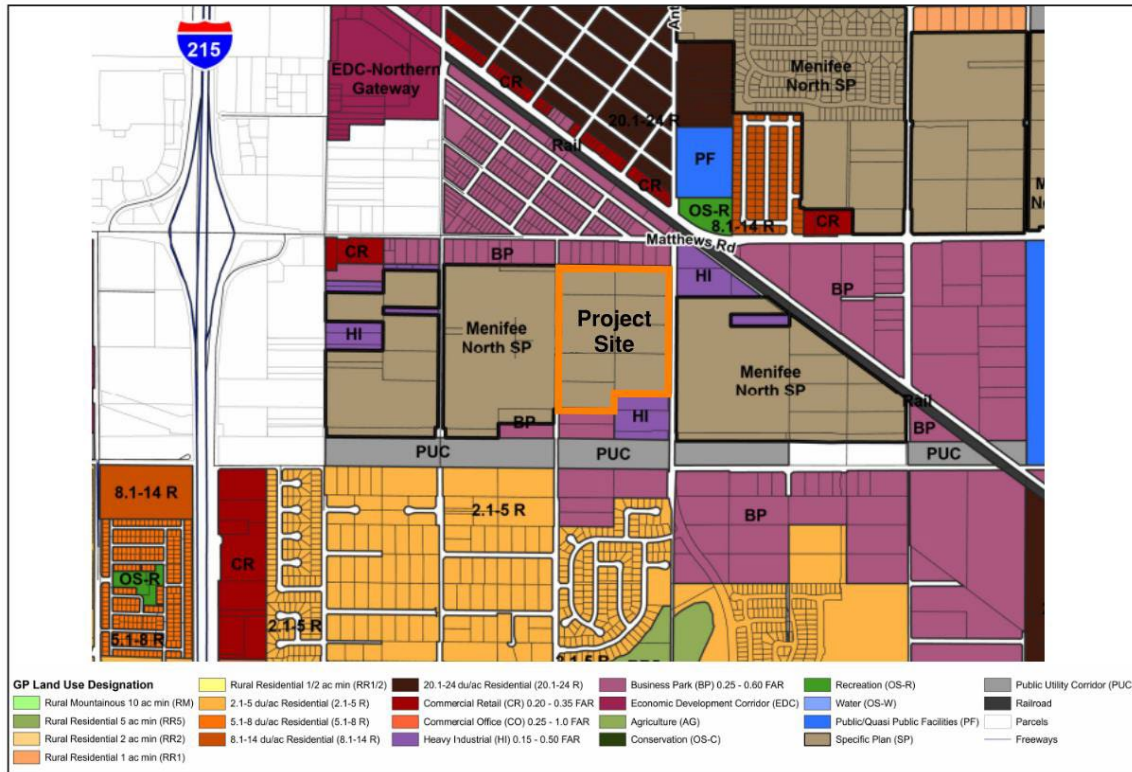 215
EDC-Northern
Gateway
CR
20.1-24 R
Rail
CR
Ant
Menifee
North SP
PF
OS-R
8.1-14 R
CR
Matthews Rd
CR
BP
HI
BP
HI
Menifee
North SP
Project
Site
Menifee
North SP
Rail
BP
BP
HI
PUC
PUC
PUC
8.1-14 R
2.1-5 R
BP
CR
OS-R
5.1-8 R
2.1-5 R
2.1-5 R
GP Land Use Designation
Rural Mountainous 10 ac min (RM)
Rural Residential 5 ac min (RR5)
Rural Residential 2 ac min (RR2)
Rural Residential 1 ac min (RR1)
Rural Residential 1/2 ac min (RR1/2)
2.1-5 du/ac Residential (2.1-5 R)
5.1-8 du/ac Residential (5.1-8 R)
8.1-14 du/ac Residential (8.1-14 R)
20.1-24 du/ac Residential (20.1-24 R)
Commercial Retail (CR) 0.20 - 0.35 FAR
Commercial Office (CO) 0.25 - 1.0 FAR
Heavy Industrial (HI) 0.15 - 0.50 FAR
Business Park (BP) 0.25 - 0.60 FAR
Economic Development Corridor (EDC)
Agriculture (AG)
Conservation (OS-C)
Recreation (OS-R)
Water (OS-W)
Public/Quasi Public Facilities (PF)
Specific Plan (SP)
Public Utility Corridor (PUC
Railroad
Parcels
Freeways